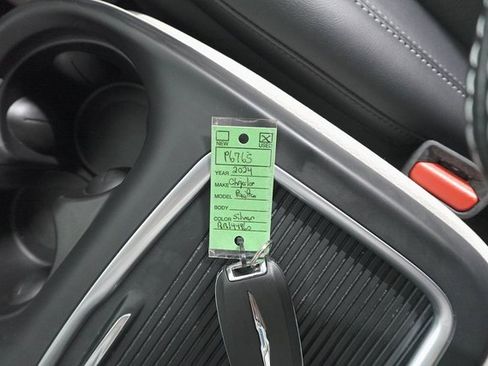 NEW USED
P6765
YEAR 2024
MAKE Chrysler
MODEL
BODY
COLOR Silver